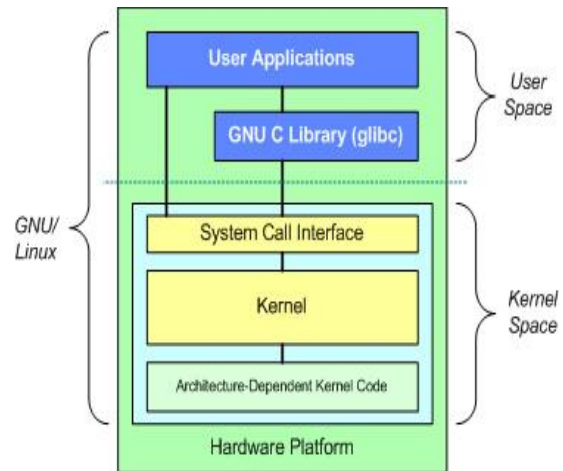 User Applications
GNU C Library (glibc)
User
Space
GNU/
Linux
System Call Interface
Kernel
Architecture-Dependent Kernel Code
Kernel
Space
Hardware Platform